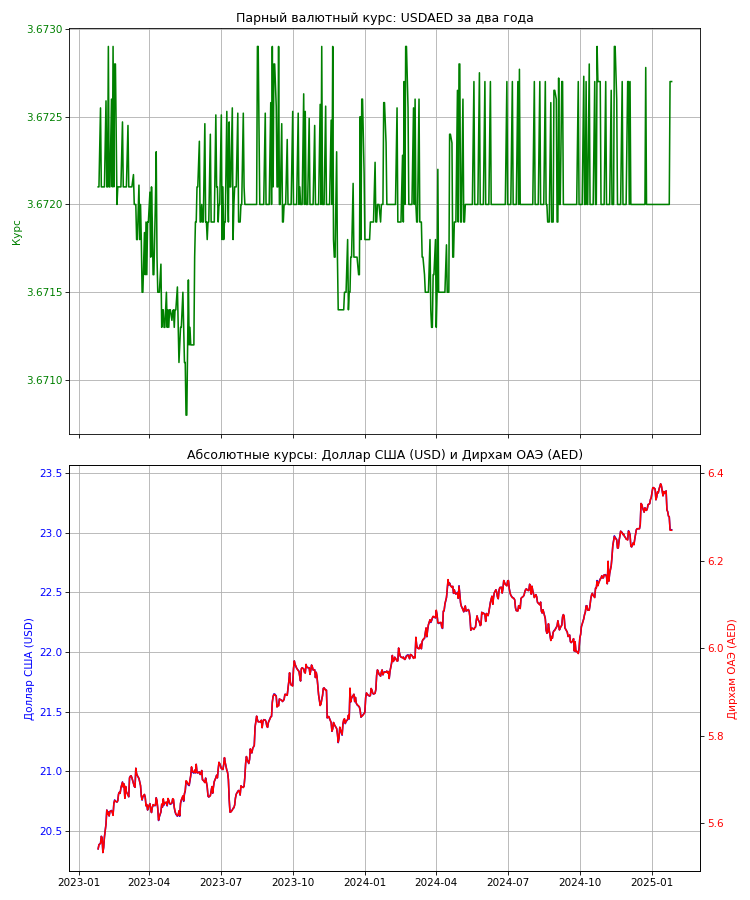 Парный валютный курс: USDAED за два года
3.6730
3.6725
3.6720
3.6715
3.6710
Курс
Абсолютные курсы: Доллар США (USD) и Дирхам ОАЭ (AED)
23.5
23.0
22.5
22.0
21.5
21.0
20.5
Доллар США (USD)
6.4
6.2
6.0
5.8
5.6
Дирхам ОАЭ (AED)
2023-01 2023-04 2023-07 2023-10 2024-01 2024-04 2024-07 2024-10 2025-01